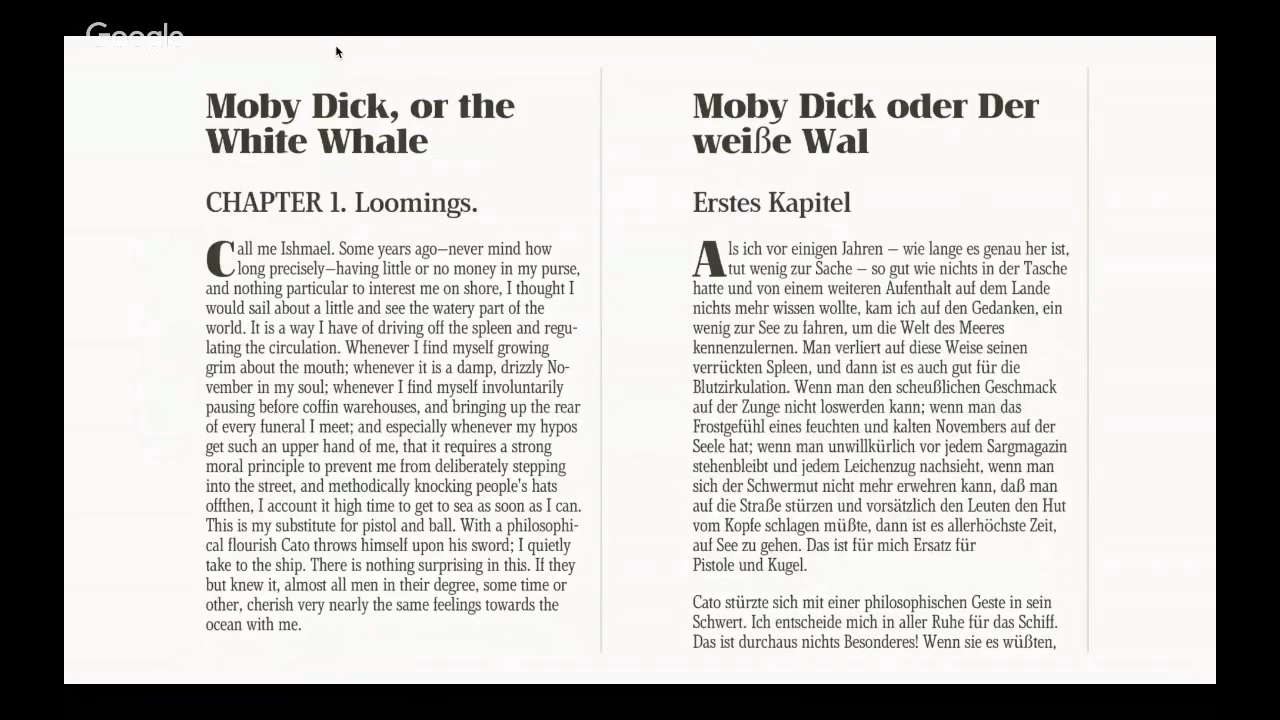 Google
Moby Dick, or the
White Whale
CHAPTER 1. Loomings.
Call me Ishmael. Some years ago—never mind how
long precisely—having little or no money in my purse,
and nothing particular to interest me on shore, I thought I
would sail about a little and see the watery part of the
world. It is a way I have of driving off the spleen and regu-
lating the circulation. Whenever I find myself growing
grim about the mouth; whenever it is a damp, drizzly No-
vember in my soul; whenever I find myself involuntarily
pausing before coffin warehouses, and bringing up the rear
of every funeral I meet; and especially whenever my hypos
get such an upper hand of me, that it requires a strong
moral principle to prevent me from deliberately stepping
into the street, and methodically knocking people's hats
offthen, I account it high time to get to sea as soon as I can.
This is my substitute for pistol and ball. With a philosophi-
cal flourish Cato throws himself upon his sword; I quietly
take to the ship. There is nothing surprising in this. If they
but knew it, almost all men in their degree, some time or
other, cherish very nearly the same feelings towards the
ocean with me.
Moby Dick oder Der
weiße Wal
Erstes Kapitel
Als ich vor einigen Jahren – wie lange es genau her ist,
tut wenig zur Sache – so gut wie nichts in der Tasche
hatte und von einem weiteren Aufenthalt auf dem Lande
nichts mehr wissen wollte, kam ich auf den Gedanken, ein
wenig zur See zu fahren, um die Welt des Meeres
kennenzulernen. Man verliert auf diese Weise seinen
verrückten Spleen, und dann ist es auch gut für die
Blutzirkulation. Wenn man den scheußlichen Geschmack
auf der Zunge nicht loswerden kann; wenn man das
Frostgefühl eines feuchten und kalten Novembers auf der
Seele hat; wenn man unwillkürlich vor jedem Sargmagazin
stehenbleibt und jedem Leichenzug nachsieht, wenn man
sich der Schwermut nicht mehr erwehren kann, daß man
auf die Straße stürzen und vorsätzlich den Leuten den Hut
vom Kopfe schlagen müßte, dann ist es allerhöchste Zeit,
auf See zu gehen. Das ist für mich Ersatz für
Pistole und Kugel.
Cato stürzte sich mit einer philosophischen Geste in sein
Schwert. Ich entscheide mich in aller Ruhe für das Schiff.
Das ist durchaus nichts Besonderes! Wenn sie es wüßten,